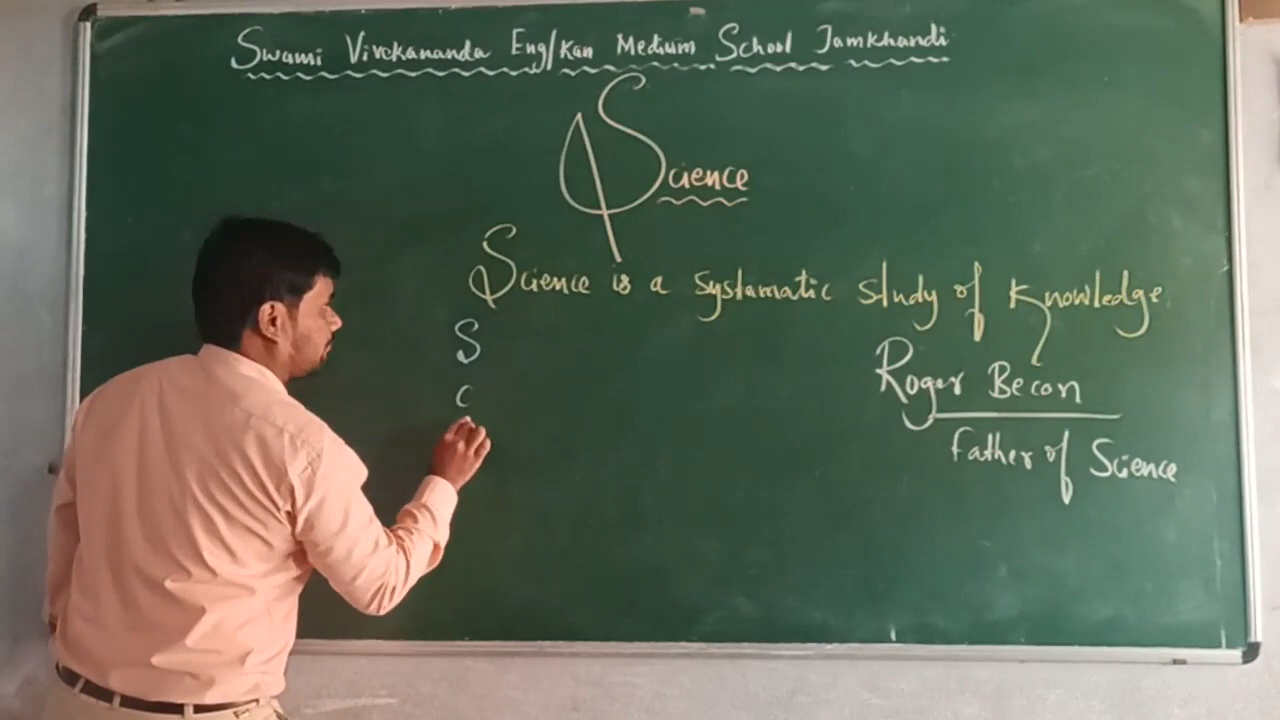 Swami Vivekananda Eng/Kan Medium School Jamkhandi
Science
Science is a Systamatic study of Knowledge
S
C
Roger Becon
Father of Science